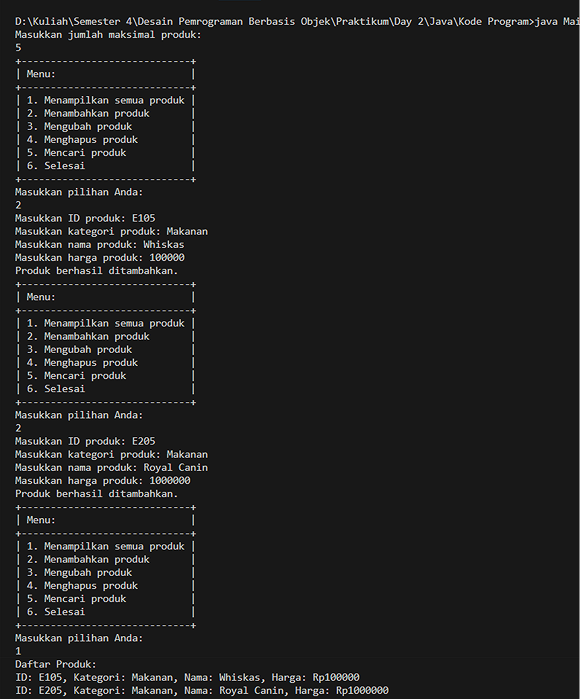 D:\Kuliah\Semester 4\Desain Pemrograman Berbasis Objek\Praktikum\Day 2\Java\Kode Program>java Mai
Masukkan jumlah maksimal produk:
5
+-----------------------------+
| Menu:                       |
+-----------------------------+
| 1. Menampilkan semua produk |
| 2. Menambahkan produk       |
| 3. Mengubah produk          |
| 4. Menghapus produk         |
| 5. Mencari produk           |
| 6. Selesai                  |
+-----------------------------+
Masukkan pilihan Anda:
2
Masukkan ID produk: E105
Masukkan kategori produk: Makanan
Masukkan nama produk: Whiskas
Masukkan harga produk: 100000
Produk berhasil ditambahkan.
+-----------------------------+
| Menu:                       |
+-----------------------------+
| 1. Menampilkan semua produk |
| 2. Menambahkan produk       |
| 3. Mengubah produk          |
| 4. Menghapus produk         |
| 5. Mencari produk           |
| 6. Selesai                  |
+-----------------------------+
Masukkan pilihan Anda:
2
Masukkan ID produk: E205
Masukkan kategori produk: Makanan
Masukkan nama produk: Royal Canin
Masukkan harga produk: 1000000
Produk berhasil ditambahkan.
+-----------------------------+
| Menu:                       |
+-----------------------------+
| 1. Menampilkan semua produk |
| 2. Menambahkan produk       |
| 3. Mengubah produk          |
| 4. Menghapus produk         |
| 5. Mencari produk           |
| 6. Selesai                  |
+-----------------------------+
Masukkan pilihan Anda:
1
Daftar Produk:
ID: E105, Kategori: Makanan, Nama: Whiskas, Harga: Rp100000
ID: E205, Kategori: Makanan, Nama: Royal Canin, Harga: Rp1000000